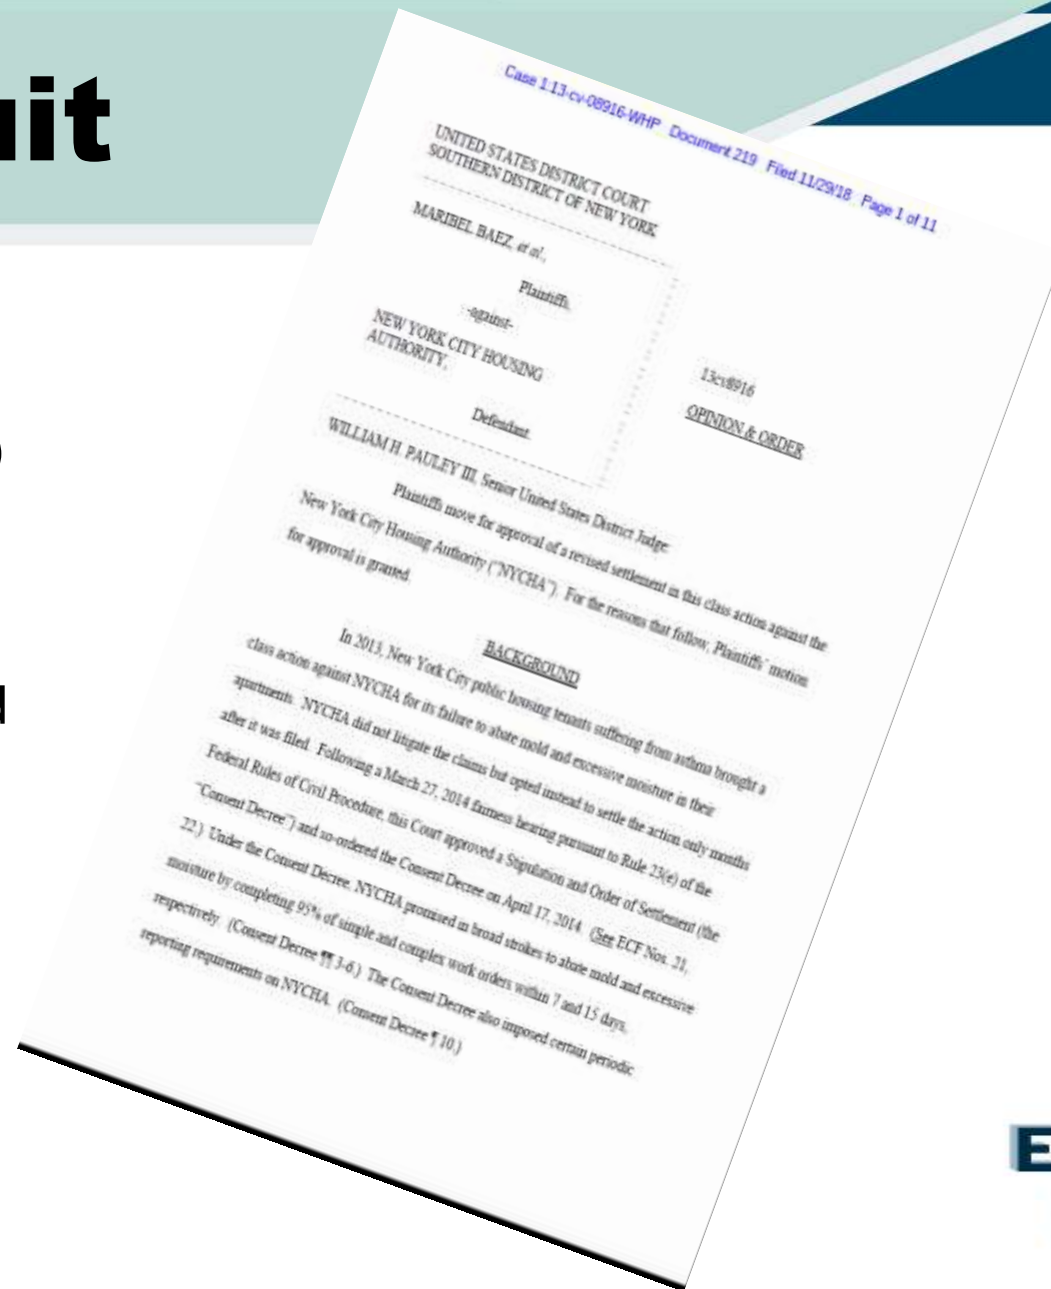 uit
Case 1:13-cv-08916-WHP Document 219 Filed 11/29/18 Page 1 of 11
UNITED STATES DISTRICT COURT
SOUTHERN DISTRICT OF NEW YORK
MARIBEL BAEZ, et al.,
Plaintiffs,
-against-
NEW YORK CITY HOUSING
AUTHORITY,
Defendant.
13cv8916
OPINION & ORDER
WILLIAM H. PAULEY III, Senior United States District Judge:
Plaintiffs move for approval of a revised settlement in this class action against the
New York City Housing Authority ("NYCHA"). For the reasons that follow, Plaintiffs' motion
for approval is granted.
BACKGROUND
In 2013, New York City public housing tenants suffering from asthma brought a
class action against NYCHA for its failure to abate mold and excessive moisture in their
apartments. NYCHA did not litigate the claims but opted instead to settle the action only months
after it was filed. Following a March 27, 2014 fairness hearing pursuant to Rule 23(e) of the
Federal Rules of Civil Procedure, this Court approved a Stipulation and Order of Settlement (the
"Consent Decree") and so-ordered the Consent Decree on April 17, 2014. (See ECF Nos. 21,
22.) Under the Consent Decree, NYCHA promised in broad strokes to abate mold and excessive
moisture by completing 95% of simple and complex work orders within 7 and 15 days,
respectively. (Consent Decree ¶¶ 3-6.) The Consent Decree also imposed certain periodic
reporting requirements on NYCHA. (Consent Decree ¶ 10.)
E